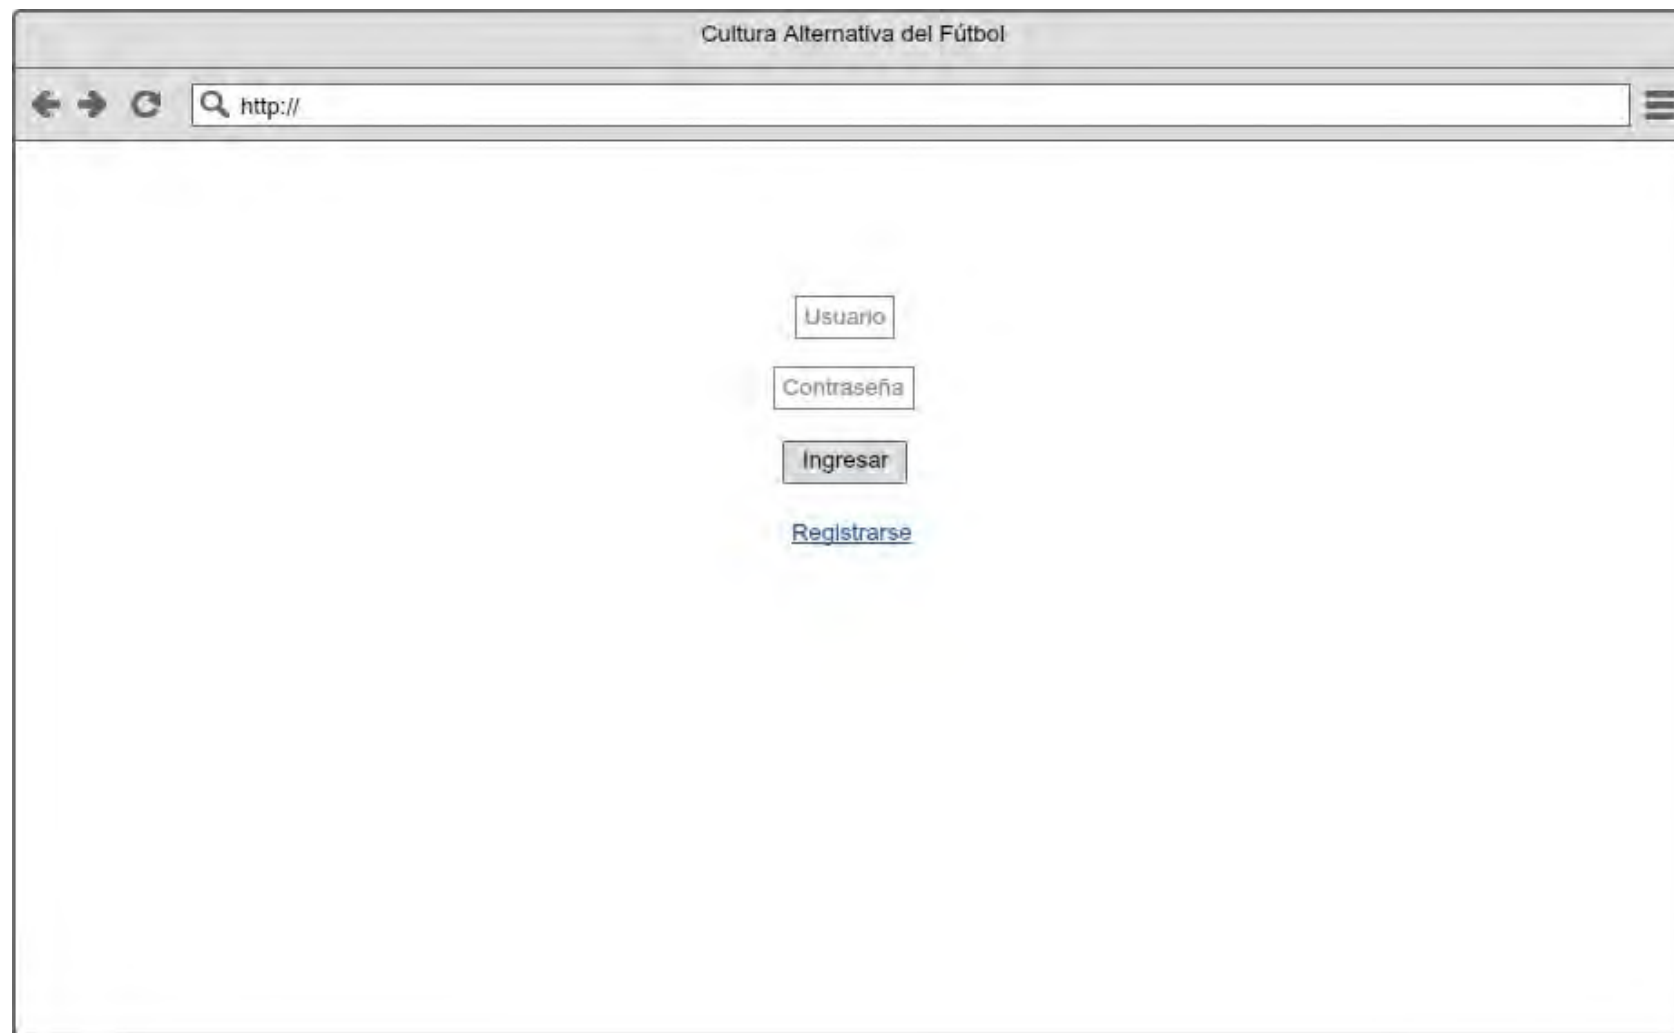 Cultura Alternativa del Fútbol
http://
Usuario
Contraseña
Ingresar
Registrarse